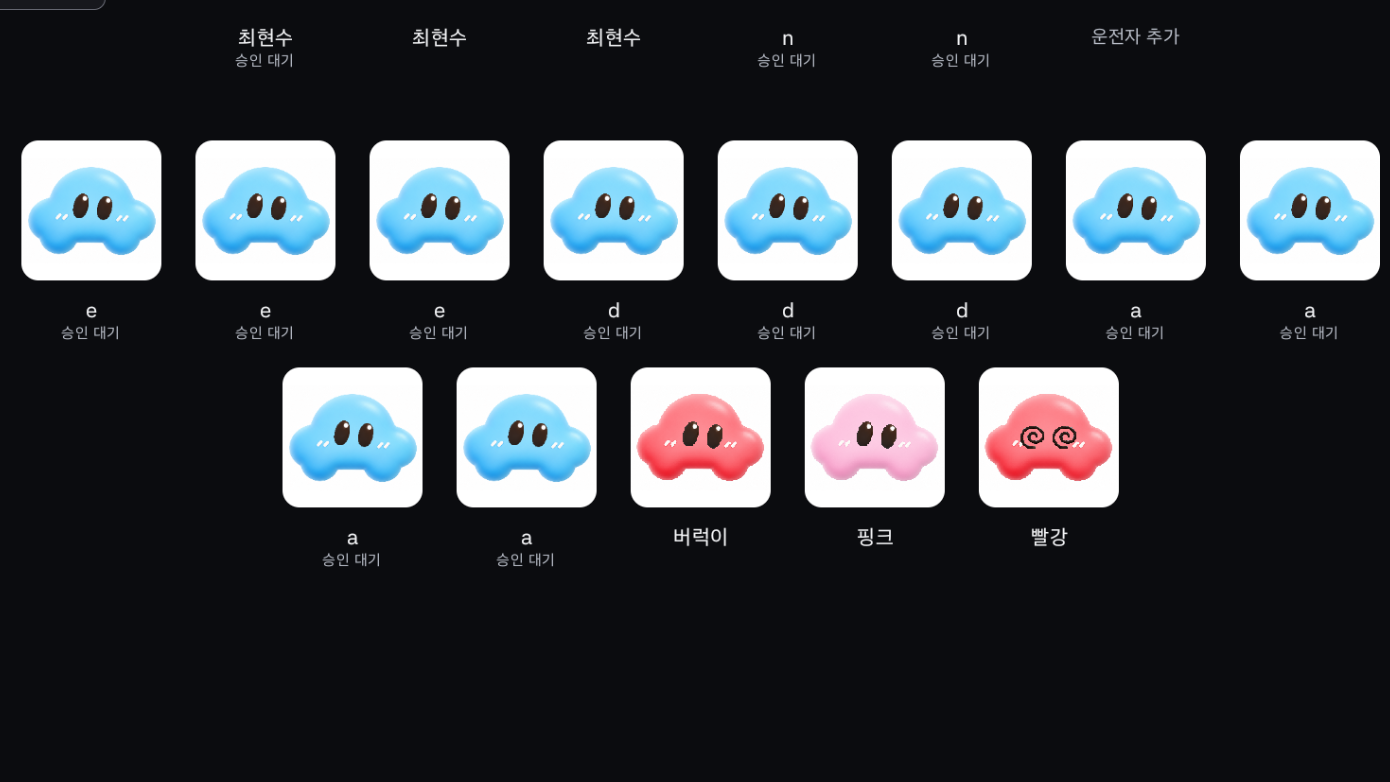 최현수 최현수 최현수 n n 운전자 추가
승인 대기 승인 대기 승인 대기
e e e d d d a a
승인 대기 승인 대기 승인 대기 승인 대기 승인 대기 승인 대기 승인 대기 승인 대기
a a 버럭이 핑크 빨강
승인 대기 승인 대기